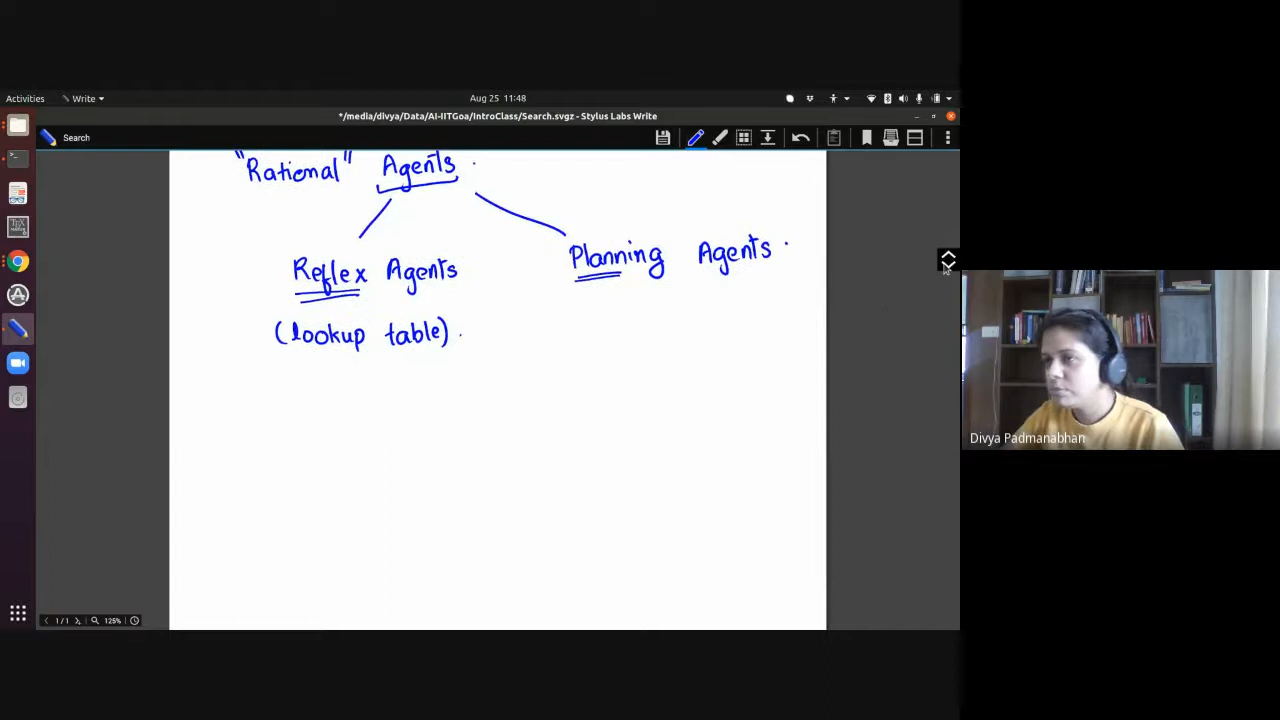 Activities
Write
Aug 25 11:48
*/media/divya/Data/AI-IITGoa/IntroClass/Search.svgz - Stylus Labs Write
Search
"Rational" Agents.
Reflex Agents
Planning Agents.
(lookup table).
Divya Padmanabhan
1/1
125%